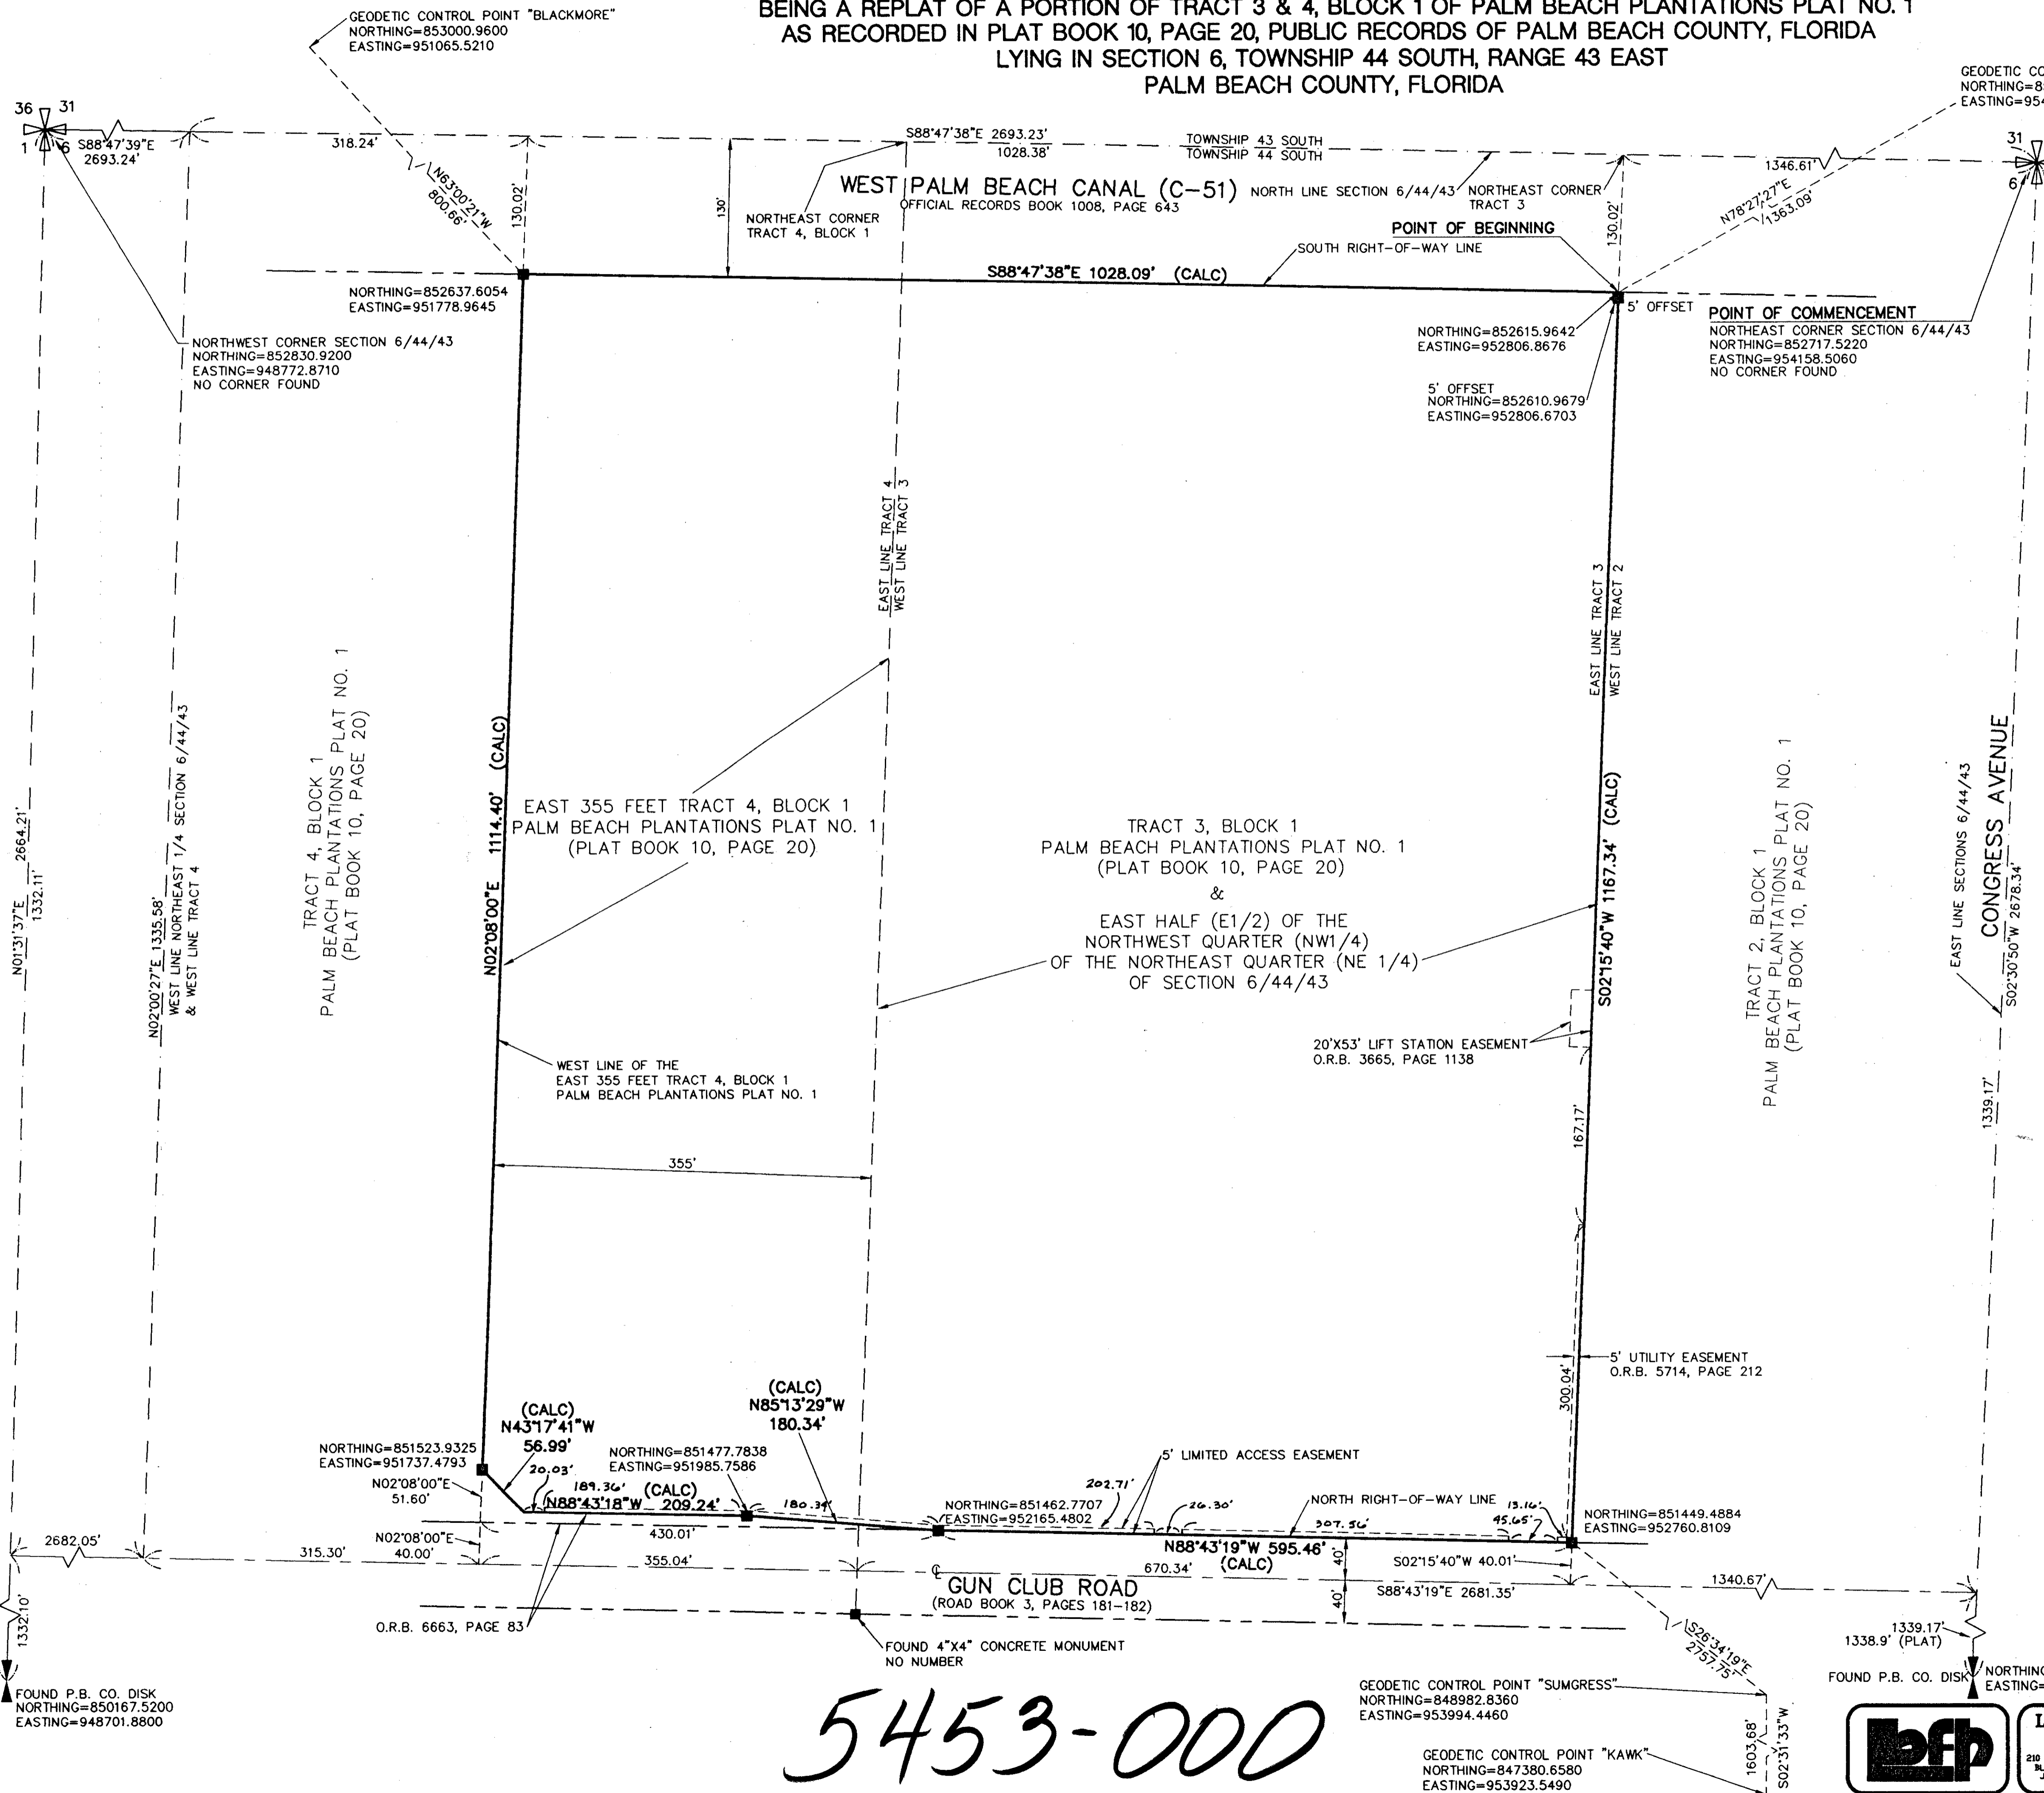 BEING A REPLAT OF A PORTION OF TRACT 3 & 4, BLOCK 1 OF PALM BEACH PLANTATIONS PLAT NO. 1
AS RECORDED IN PLAT BOOK 10, PAGE 20, PUBLIC RECORDS OF PALM BEACH COUNTY, FLORIDA
LYING IN SECTION 6, TOWNSHIP 44 SOUTH, RANGE 43 EAST
PALM BEACH COUNTY, FLORIDA
GEODETIC CONTROL POINT "BLACKMORE"
NORTHING=853000.9600
EASTING=951065.5210
GEODETIC CO
NORTHING=8
EASTING=954
36 31
1 6
S88°47'39"E
2693.24'
318.24'
S88°47'38"E 2693.23'
1028.38'
TOWNSHIP 43 SOUTH
TOWNSHIP 44 SOUTH
1346.61'
31
6
N63°00'21"W
800.66'
130.02'
130'
WEST PALM BEACH CANAL (C-51)
OFFICIAL RECORDS BOOK 1008, PAGE 643
NORTH LINE SECTION 6/44/43
NORTHEAST CORNER
TRACT 3
NORTHEAST CORNER
TRACT 4, BLOCK 1
130.02'
N78°27'27"E
1363.09'
POINT OF BEGINNING
SOUTH RIGHT-OF-WAY LINE
S88°47'38"E 1028.09' (CALC)
NORTHING=852637.6054
EASTING=951778.9645
5' OFFSET
POINT OF COMMENCEMENT
NORTHEAST CORNER SECTION 6/44/43
NORTHING=852717.5220
EASTING=954158.5060
NO CORNER FOUND
NORTHING=852615.9642
EASTING=952806.8676
NORTHWEST CORNER SECTION 6/44/43
NORTHING=852830.9200
EASTING=948772.8710
NO CORNER FOUND
5' OFFSET
NORTHING=852610.9679
EASTING=952806.6703
EAST LINE TRACT 4
WEST LINE TRACT 3
EAST LINE TRACT 3
WEST LINE TRACT 2
N01°31'37"E 2664.21'
1332.11'
N02°00'27"E 1335.58'
WEST LINE NORTHEAST 1/4 SECTION 6/44/43
& WEST LINE TRACT 4
TRACT 4, BLOCK 1
PALM BEACH PLANTATIONS PLAT NO. 1
(PLAT BOOK 10, PAGE 20)
N02°08'00"E 1114.40' (CALC)
EAST 355 FEET TRACT 4, BLOCK 1
PALM BEACH PLANTATIONS PLAT NO. 1
(PLAT BOOK 10, PAGE 20)
TRACT 3, BLOCK 1
PALM BEACH PLANTATIONS PLAT NO. 1
(PLAT BOOK 10, PAGE 20)
&
EAST HALF (E1/2) OF THE
NORTHWEST QUARTER (NW1/4)
OF THE NORTHEAST QUARTER (NE 1/4)
OF SECTION 6/44/43
S02°15'40"W 1167.34' (CALC)
TRACT 2, BLOCK 1
PALM BEACH PLANTATIONS PLAT NO. 1
(PLAT BOOK 10, PAGE 20)
EAST LINE SECTIONS 6/44/43
CONGRESS AVENUE
S02°30'50"W 2678.34'
1339.17'
20'X53' LIFT STATION EASEMENT
O.R.B. 3665, PAGE 1138
WEST LINE OF THE
EAST 355 FEET TRACT 4, BLOCK 1
PALM BEACH PLANTATIONS PLAT NO. 1
167.17'
355'
5' UTILITY EASEMENT
O.R.B. 5714, PAGE 212
300.04'
(CALC)
N43°17'41"W
56.99'
(CALC)
N85°13'29"W
180.34'
NORTHING=851523.9325
EASTING=951737.4793
NORTHING=851477.7838
EASTING=951985.7586
5' LIMITED ACCESS EASEMENT
N02°08'00"E
51.60'
20.03'
189.36'
(CALC)
N88°43'18"W 209.24'
180.34'
202.71'
26.30'
NORTHING=851462.7707
EASTING=952165.4802
NORTH RIGHT-OF-WAY LINE
13.16'
45.65'
307.56'
NORTHING=851449.4884
EASTING=952760.8109
N88°43'19"W 595.46'
(CALC)
430.01'
N02°08'00"E
40.00'
2682.05'
315.30'
355.04'
670.34'
40'
40'
S02°15'40"W 40.01'
S88°43'19"E 2681.35'
1340.67'
℄
GUN CLUB ROAD
(ROAD BOOK 3, PAGES 181-182)
O.R.B. 6663, PAGE 83
FOUND 4"X4" CONCRETE MONUMENT
NO NUMBER
1332.10'
S26°34'19"E
2757.75'
1339.17'
1338.9' (PLAT)
FOUND P.B. CO. DISK
NORTHING=850167.5200
EASTING=948701.8800
FOUND P.B. CO. DISK
NORTHING
EASTING=
GEODETIC CONTROL POINT "SUMGRESS"
NORTHING=848982.8360
EASTING=953994.4460
5453-000
1603.68'
S02°31'33"W
GEODETIC CONTROL POINT "KAWK"
NORTHING=847380.6580
EASTING=953923.5490
lbfh
210